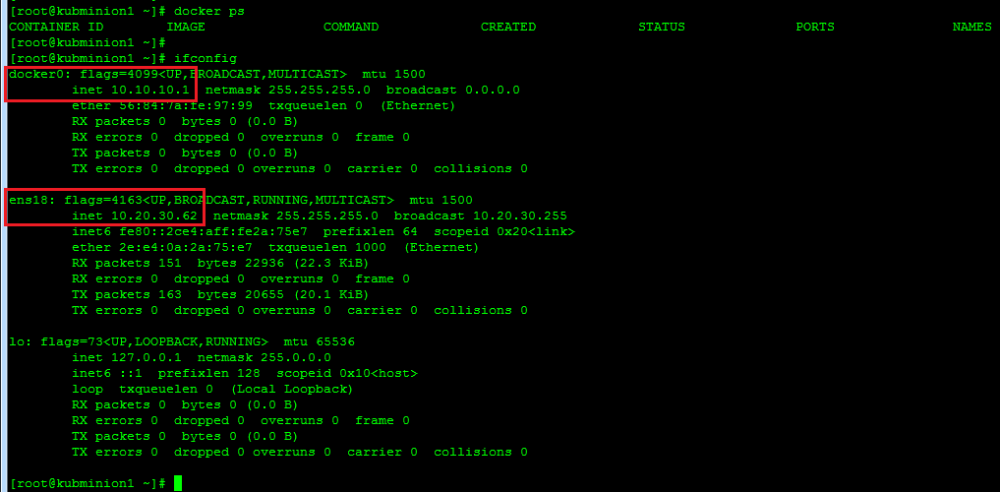 [root@kubminion1 ~]# docker ps
CONTAINER ID        IMAGE               COMMAND             CREATED             STATUS              PORTS               NAMES
[root@kubminion1 ~]#
[root@kubminion1 ~]# ifconfig
docker0: flags=4099<UP,BROADCAST,MULTICAST>  mtu 1500
        inet 10.10.10.1  netmask 255.255.255.0  broadcast 0.0.0.0
        ether 56:84:7a:fe:97:99  txqueuelen 0  (Ethernet)
        RX packets 0  bytes 0 (0.0 B)
        RX errors 0  dropped 0  overruns 0  frame 0
        TX packets 0  bytes 0 (0.0 B)
        TX errors 0  dropped 0 overruns 0  carrier 0  collisions 0

ens18: flags=4163<UP,BROADCAST,RUNNING,MULTICAST>  mtu 1500
        inet 10.20.30.62  netmask 255.255.255.0  broadcast 10.20.30.255
        inet6 fe80::2ce4:aff:fe2a:75e7  prefixlen 64  scopeid 0x20<link>
        ether 2e:e4:0a:2a:75:e7  txqueuelen 1000  (Ethernet)
        RX packets 151  bytes 22936 (22.3 KiB)
        RX errors 0  dropped 0  overruns 0  frame 0
        TX packets 163  bytes 20655 (20.1 KiB)
        TX errors 0  dropped 0 overruns 0  carrier 0  collisions 0

lo: flags=73<UP,LOOPBACK,RUNNING>  mtu 65536
        inet 127.0.0.1  netmask 255.0.0.0
        inet6 ::1  prefixlen 128  scopeid 0x10<host>
        loop  txqueuelen 0  (Local Loopback)
        RX packets 0  bytes 0 (0.0 B)
        RX errors 0  dropped 0  overruns 0  frame 0
        TX packets 0  bytes 0 (0.0 B)
        TX errors 0  dropped 0 overruns 0  carrier 0  collisions 0

[root@kubminion1 ~]#